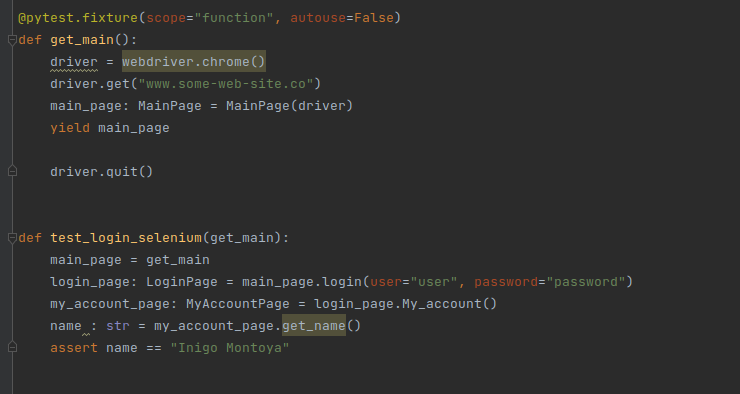 @pytest.fixture(scope="function", autouse=False)
def get_main():
    driver = webdriver.chrome()
    driver.get("www.some-web-site.co")
    main_page: MainPage = MainPage(driver)
    yield main_page
    driver.quit()
def test_login_selenium(get_main):
    main_page = get_main
    login_page: LoginPage = main_page.login(user="user", password="password")
    my_account_page: MyAccountPage = login_page.My_account()
    name : str = my_account_page.get_name()
    assert name == "Inigo Montoya"